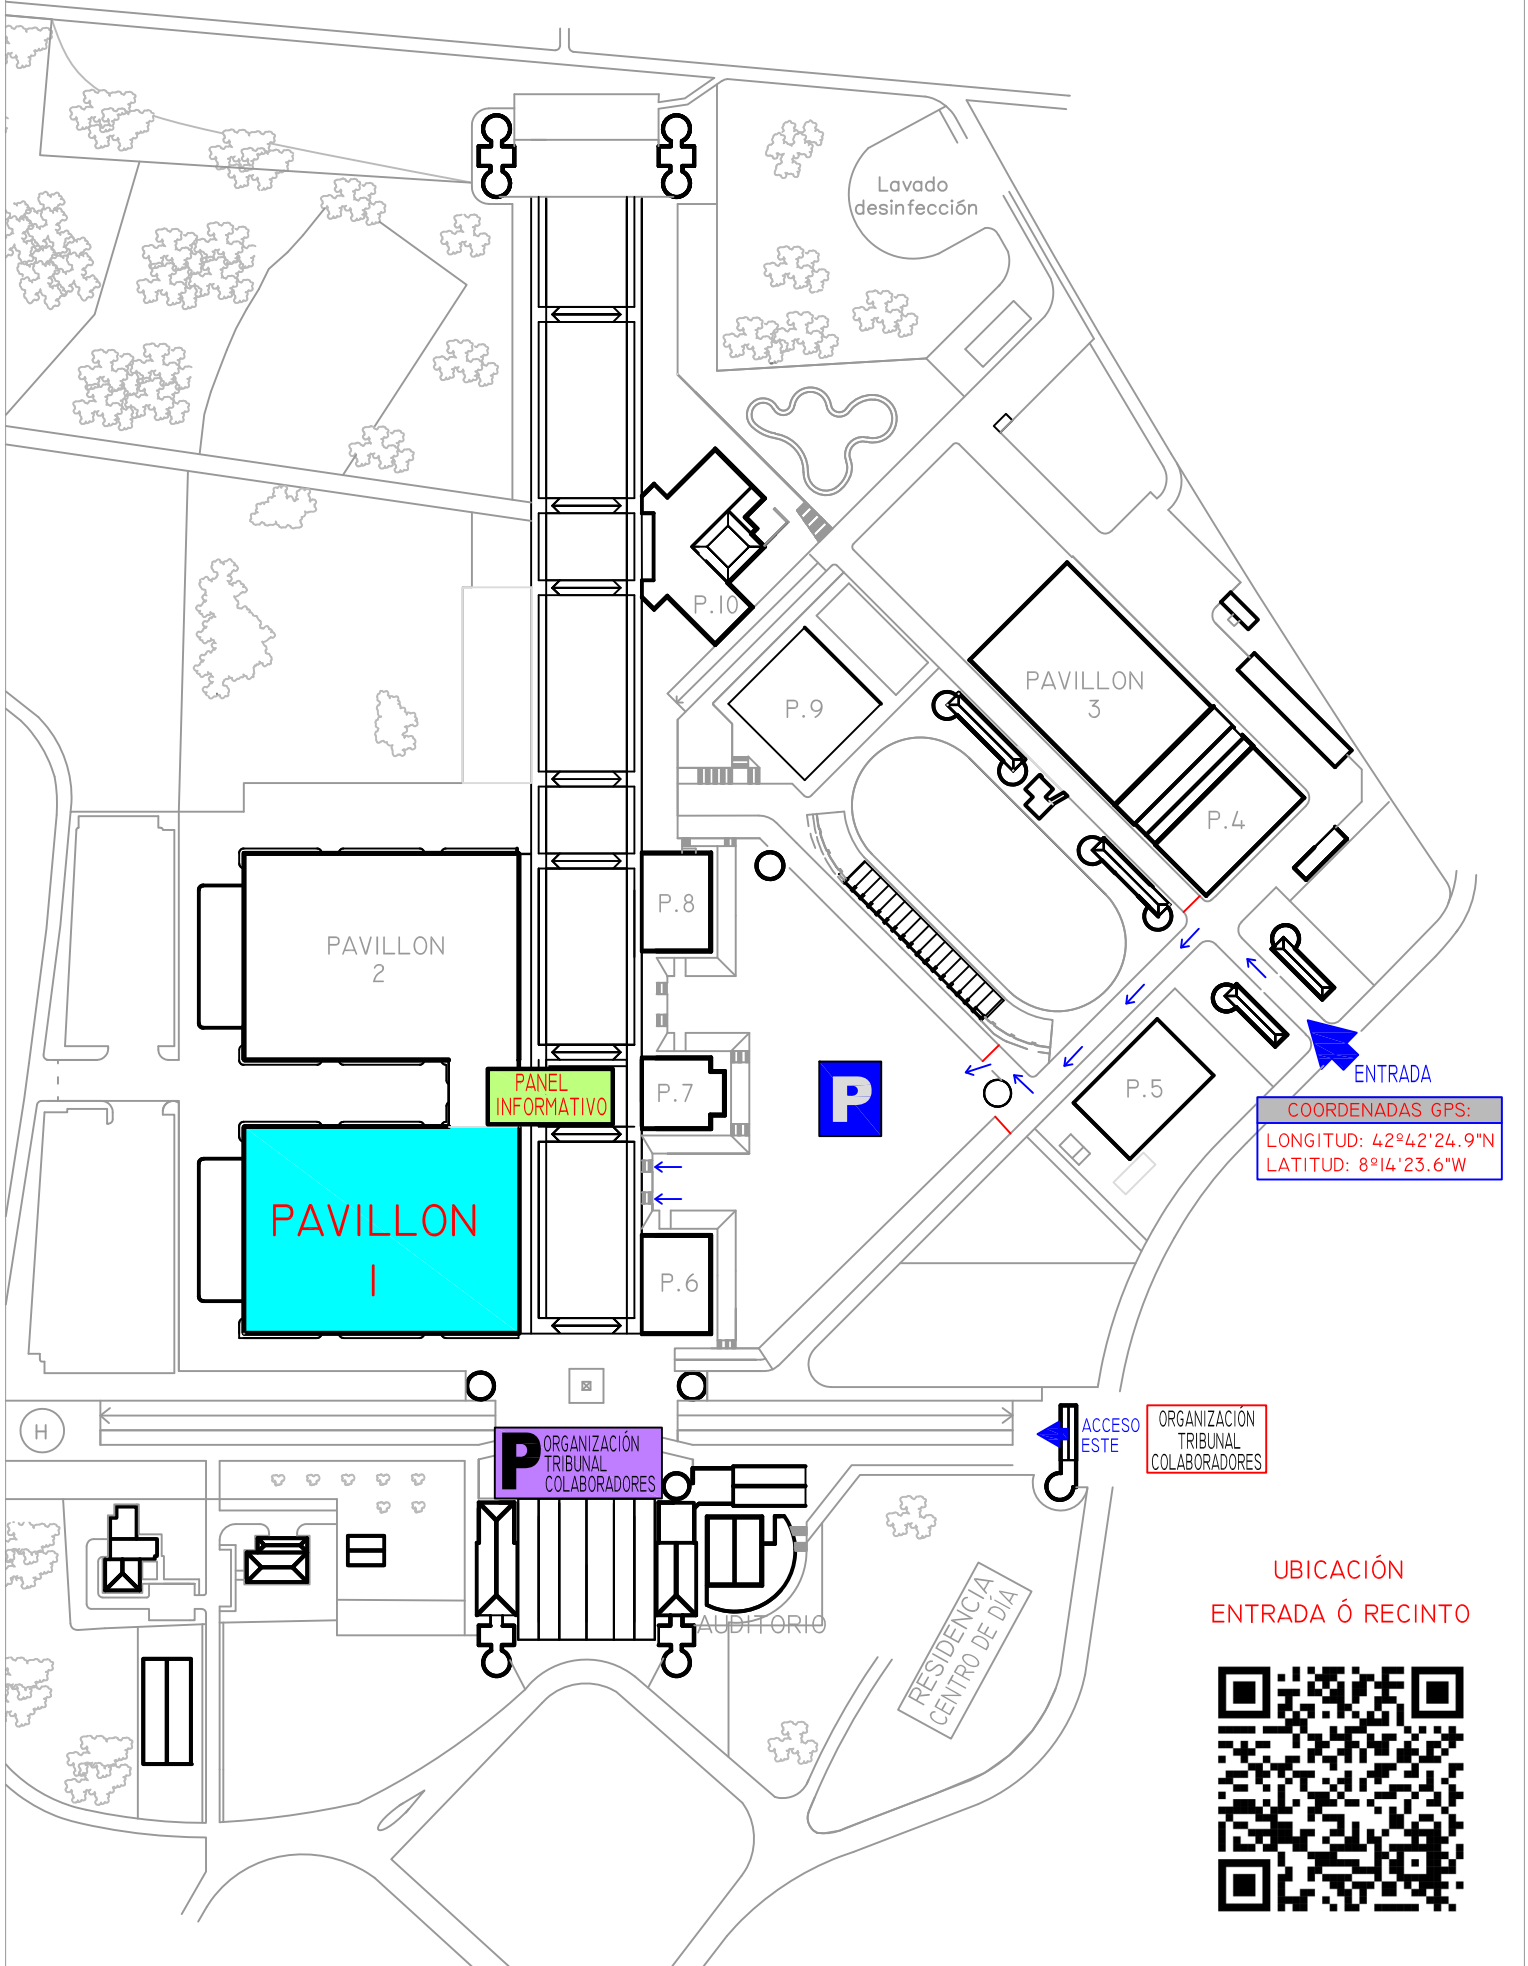 Lavado
desinfección
P.10
PAVILLON
3
P.9
P.4
P.8
PAVILLON
2
PANEL
INFORMATIVO
P.7
P
P.5
ENTRADA
COORDENADAS GPS:
LONGITUD: 42º42'24.9"N
LATITUD: 8º14'23.6"W
PAVILLON
1
P.6
H
P
ORGANIZACIÓN
TRIBUNAL
COLABORADORES
ACCESO
ESTE
ORGANIZACIÓN
TRIBUNAL
COLABORADORES
AUDITORIO
RESIDENCIA
CENTRO DE DÍA
UBICACIÓN
ENTRADA Ó RECINTO